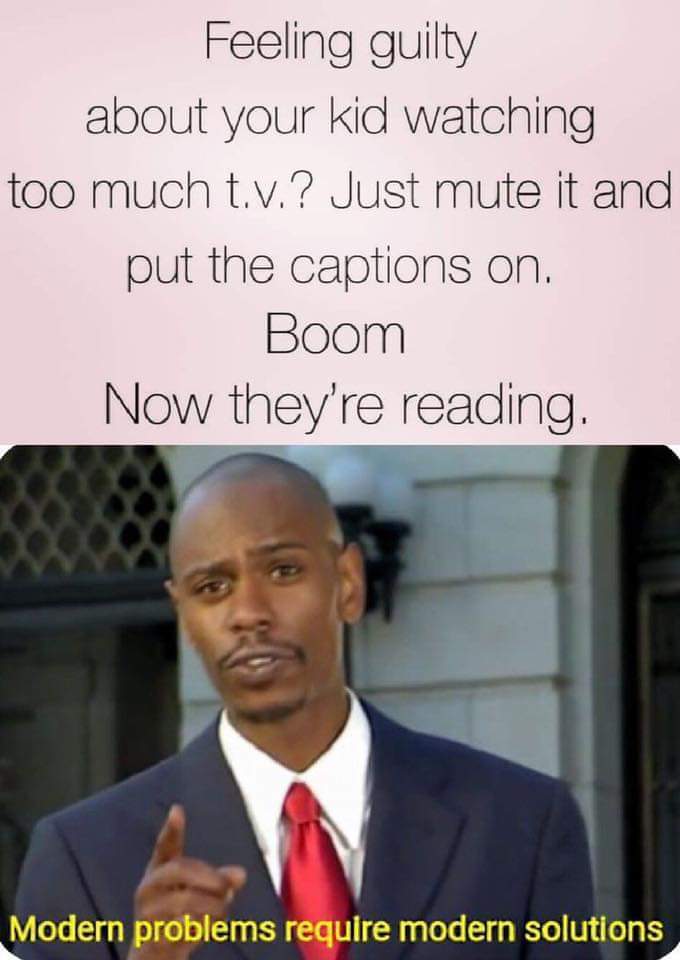 Feeling guilty
about your kid watching
too much t.v.? Just mute it and
put the captions on.
Boom
Now they're reading.
Modern problems require modern solutions